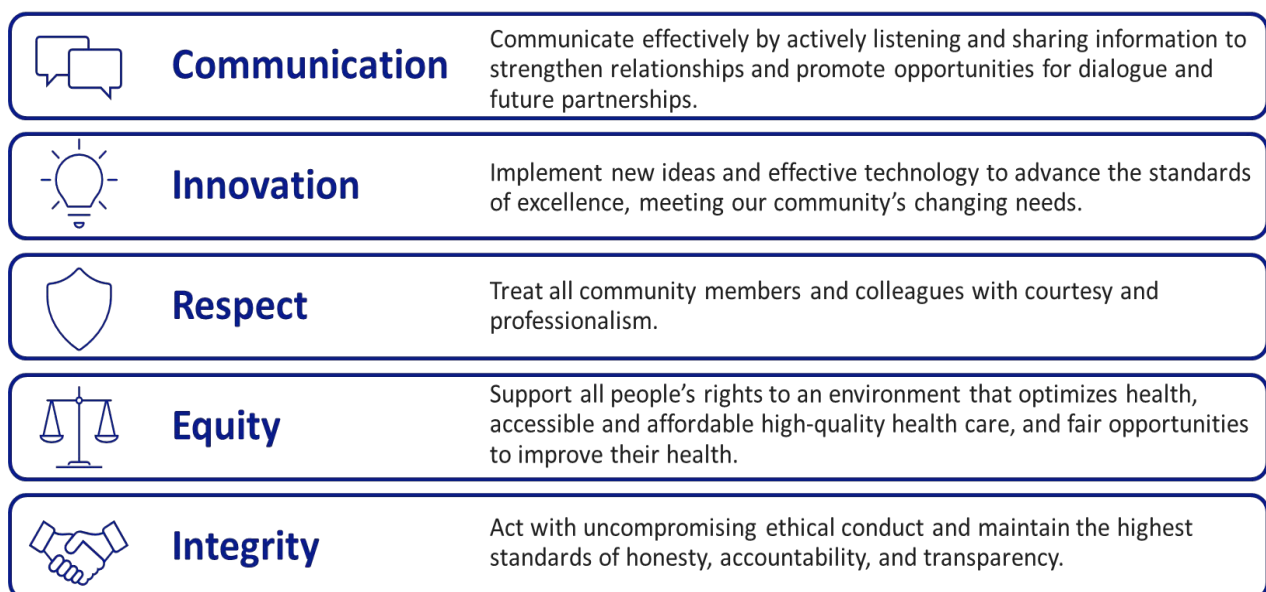 Communication
Communicate effectively by actively listening and sharing information to
strengthen relationships and promote opportunities for dialogue and
future partnerships.
Innovation
Implement new ideas and effective technology to advance the standards
of excellence, meeting our community’s changing needs.
Respect
Treat all community members and colleagues with courtesy and
professionalism.
Equity
Support all people’s rights to an environment that optimizes health,
accessible and affordable high-quality health care, and fair opportunities
to improve their health.
Integrity
Act with uncompromising ethical conduct and maintain the highest
standards of honesty, accountability, and transparency.